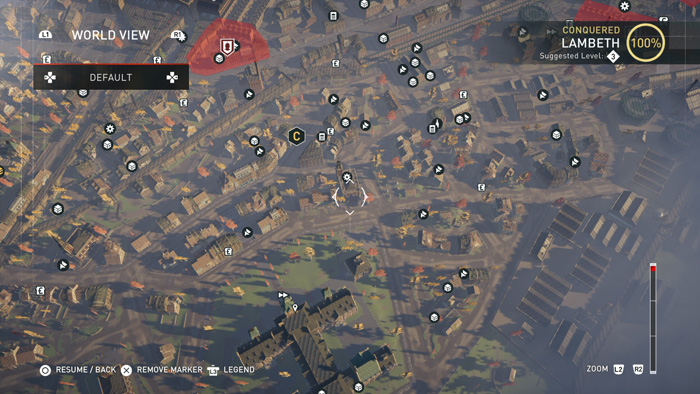 L1 WORLD VIEW R1
DEFAULT
CONQUERED
LAMBETH
Suggested Level: 3
100%
C
RESUME / BACK REMOVE MARKER LEGEND
ZOOM L2 R2